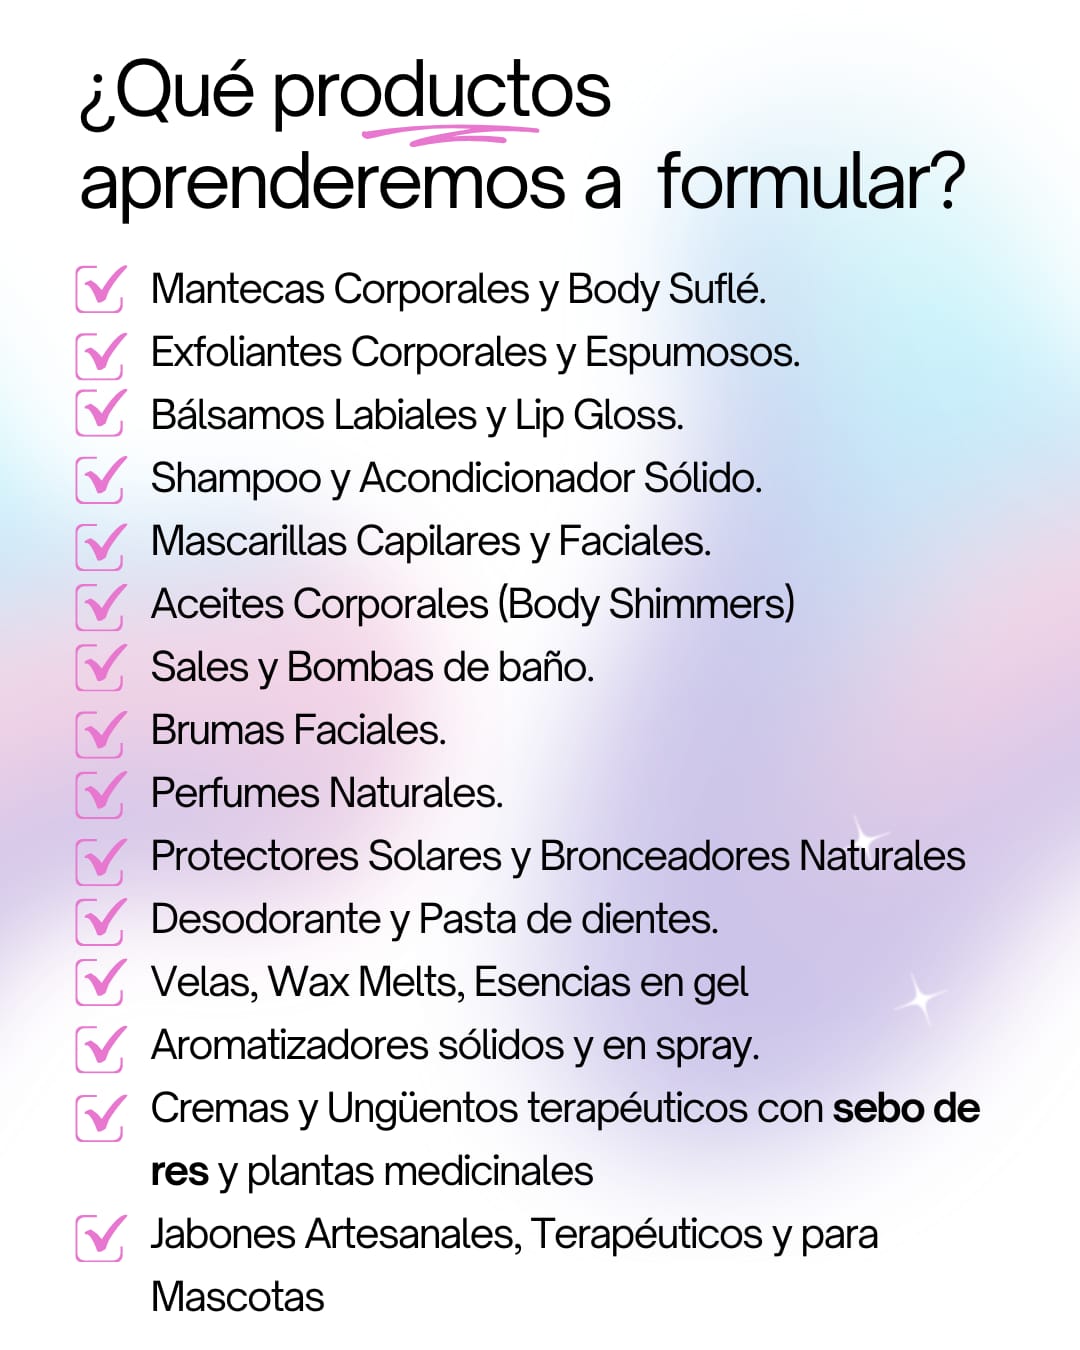 ¿Qué productos
aprenderemos a formular?
Mantecas Corporales y Body Suflé.
Exfoliantes Corporales y Espumosos.
Bálsamos Labiales y Lip Gloss.
Shampoo y Acondicionador Sólido.
Mascarillas Capilares y Faciales.
Aceites Corporales (Body Shimmers)
Sales y Bombas de baño.
Brumas Faciales.
Perfumes Naturales.
Protectores Solares y Bronceadores Naturales
Desodorante y Pasta de dientes.
Velas, Wax Melts, Esencias en gel
Aromatizadores sólidos y en spray.
Cremas y Ungüentos terapéuticos con sebo de
res y plantas medicinales
Jabones Artesanales, Terapéuticos y para
Mascotas